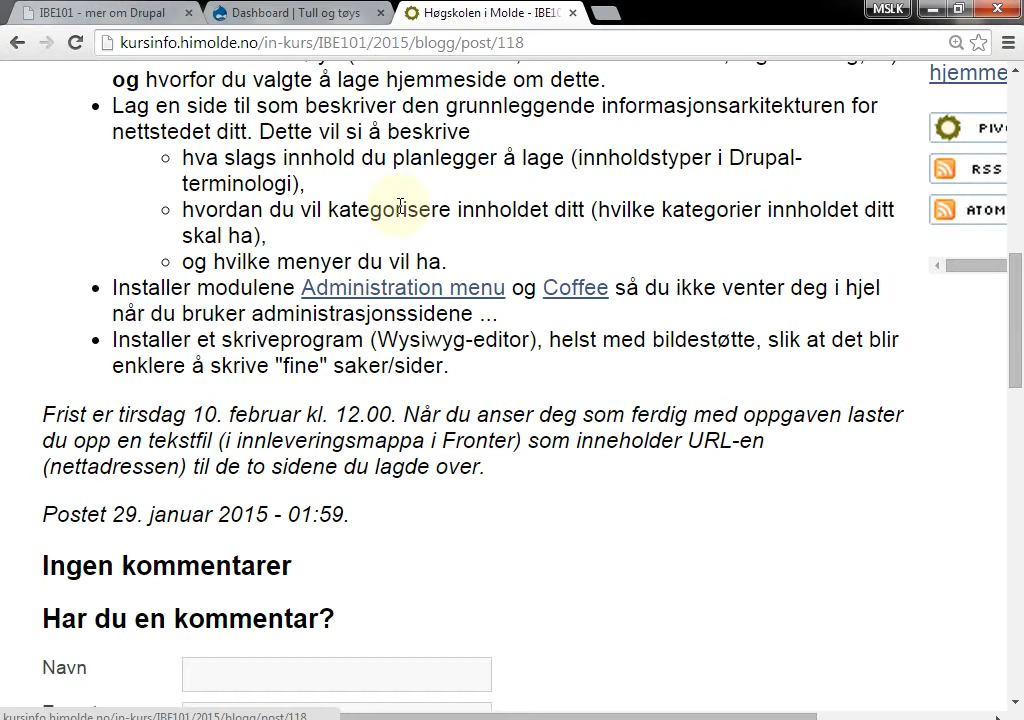 IBE101 - mer om Drupal
Dashboard | Tull og tøys
Høgskolen i Molde - IBE10
MSLK
kursinfo.himolde.no/in-kurs/IBE101/2015/blogg/post/118
og hvorfor du valgte å lage hjemmeside om dette.
hjemme
Lag en side til som beskriver den grunnleggende informasjonsarkitekturen for
nettstedet ditt. Dette vil si å beskrive
PIV
hva slags innhold du planlegger å lage (innholdstyper i Drupal-
RSS
terminologi),
hvordan du vil kategorisere innholdet ditt (hvilke kategorier innholdet ditt
ATOM
skal ha),
og hvilke menyer du vil ha.
Installer modulene Administration menu og Coffee så du ikke venter deg i hjel
når du bruker administrasjonssidene ...
Installer et skriveprogram (Wysiwyg-editor), helst med bildestøtte, slik at det blir
enklere å skrive "fine" saker/sider.
Frist er tirsdag 10. februar kl. 12.00. Når du anser deg som ferdig med oppgaven laster
du opp en tekstfil (i innleveringsmappa i Fronter) som inneholder URL-en
(nettadressen) til de to sidene du lagde over.
Postet 29. januar 2015 - 01:59.
Ingen kommentarer
Har du en kommentar?
Navn
kursinfo.himolde.no/in-kurs/IBE101/2015/blogg/post/118